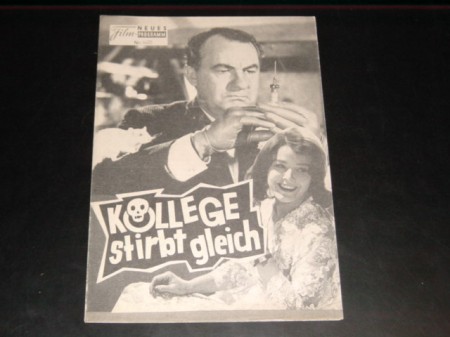 Film
NEUES
PROGRAMM
KOLLEGE
stirbt gleich